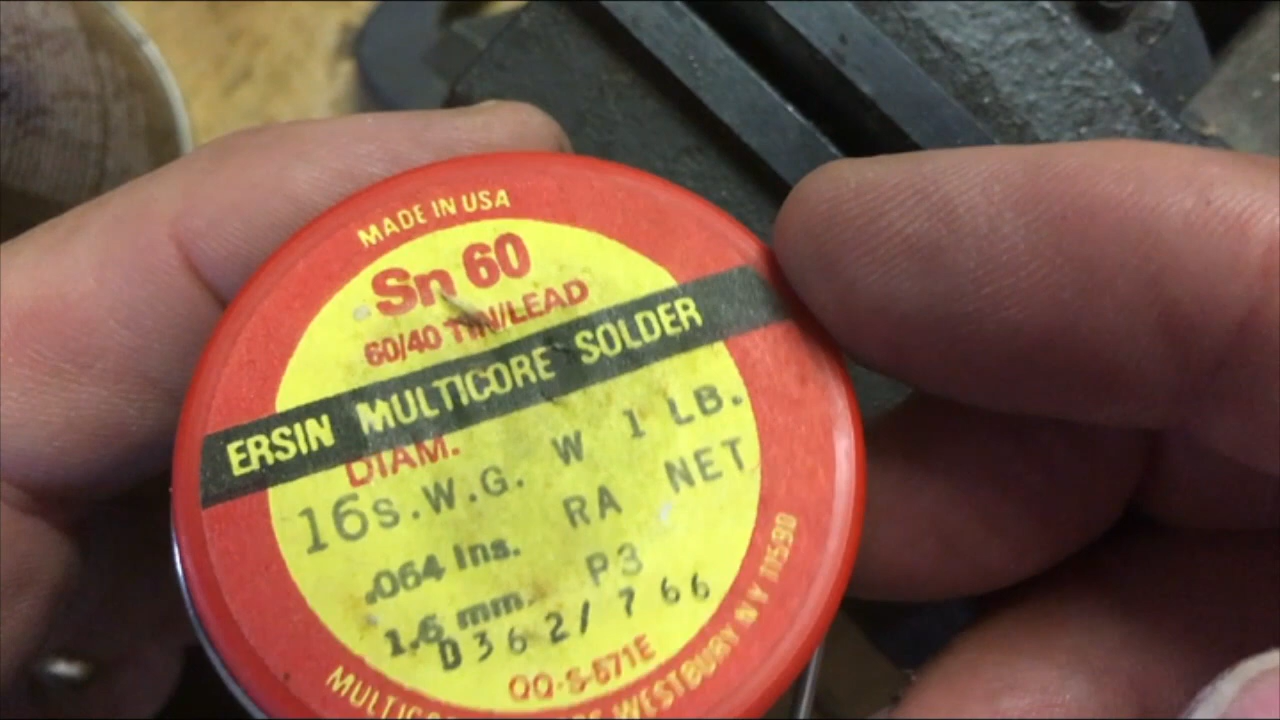 MADE IN USA
Sn 60
60/40 TIN/LEAD
ERSIN MULTICORE SOLDER
DIAM.
16 s.W.G. W 1 LB.
.064 Ins. RA NET
1.6 mm. P3
D362/766
QQ-S-571E
WESTBURY NY 11590